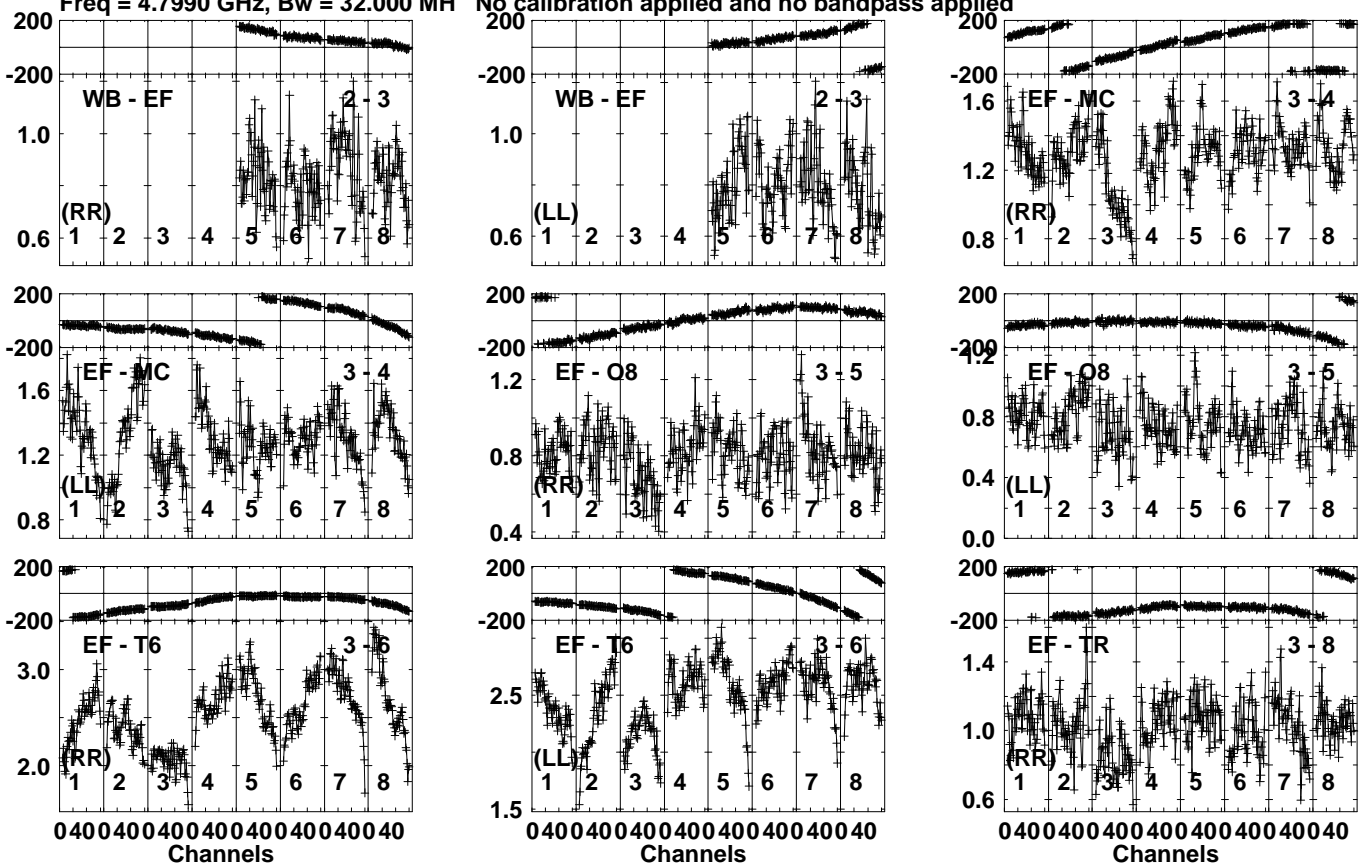 Freq = 4.7990 GHz, Bw = 32.000 MH No calibration applied and no bandpass applied
200
-200
WB - EF 2 - 3
1.0
0.6
(RR)
1 2 3 4 5 6 7 8
200
-200
WB - EF 2 - 3
1.0
0.6
(LL)
1 2 3 4 5 6 7 8
200
-200
EF - MC 3 - 4
1.6
1.2
0.8
(RR)
1 2 3 4 5 6 7 8
200
-200
EF - MC 3 - 4
1.6
1.2
0.8
(LL)
1 2 3 4 5 6 7 8
200
-200
EF - O8 3 - 5
1.2
0.8
0.4
(RR)
1 2 3 4 5 6 7 8
200
-200
1.2
EF - O8 3 - 5
0.8
0.4
0.0
(LL)
1 2 3 4 5 6 7 8
200
-200
EF - T6 3 - 6
3.0
2.0
(RR)
1 2 3 4 5 6 7 8
0 40 0 40 0 40 0 40 0 40 0 40 0 40 0 40
Channels
200
-200
EF - T6 3 - 6
2.5
1.5
(LL)
1 2 3 4 5 6 7 8
0 40 0 40 0 40 0 40 0 40 0 40 0 40 0 40
Channels
200
-200
EF - TR 3 - 8
1.4
1.0
0.6
(RR)
1 2 3 4 5 6 7 8
0 40 0 40 0 40 0 40 0 40 0 40 0 40 0 40
Channels